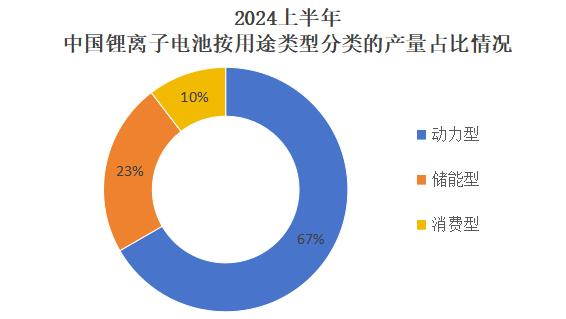 2024上半年
中国锂离子电池按用途类型分类的产量占比情况
10%
23%
67%
动力型
储能型
消费型